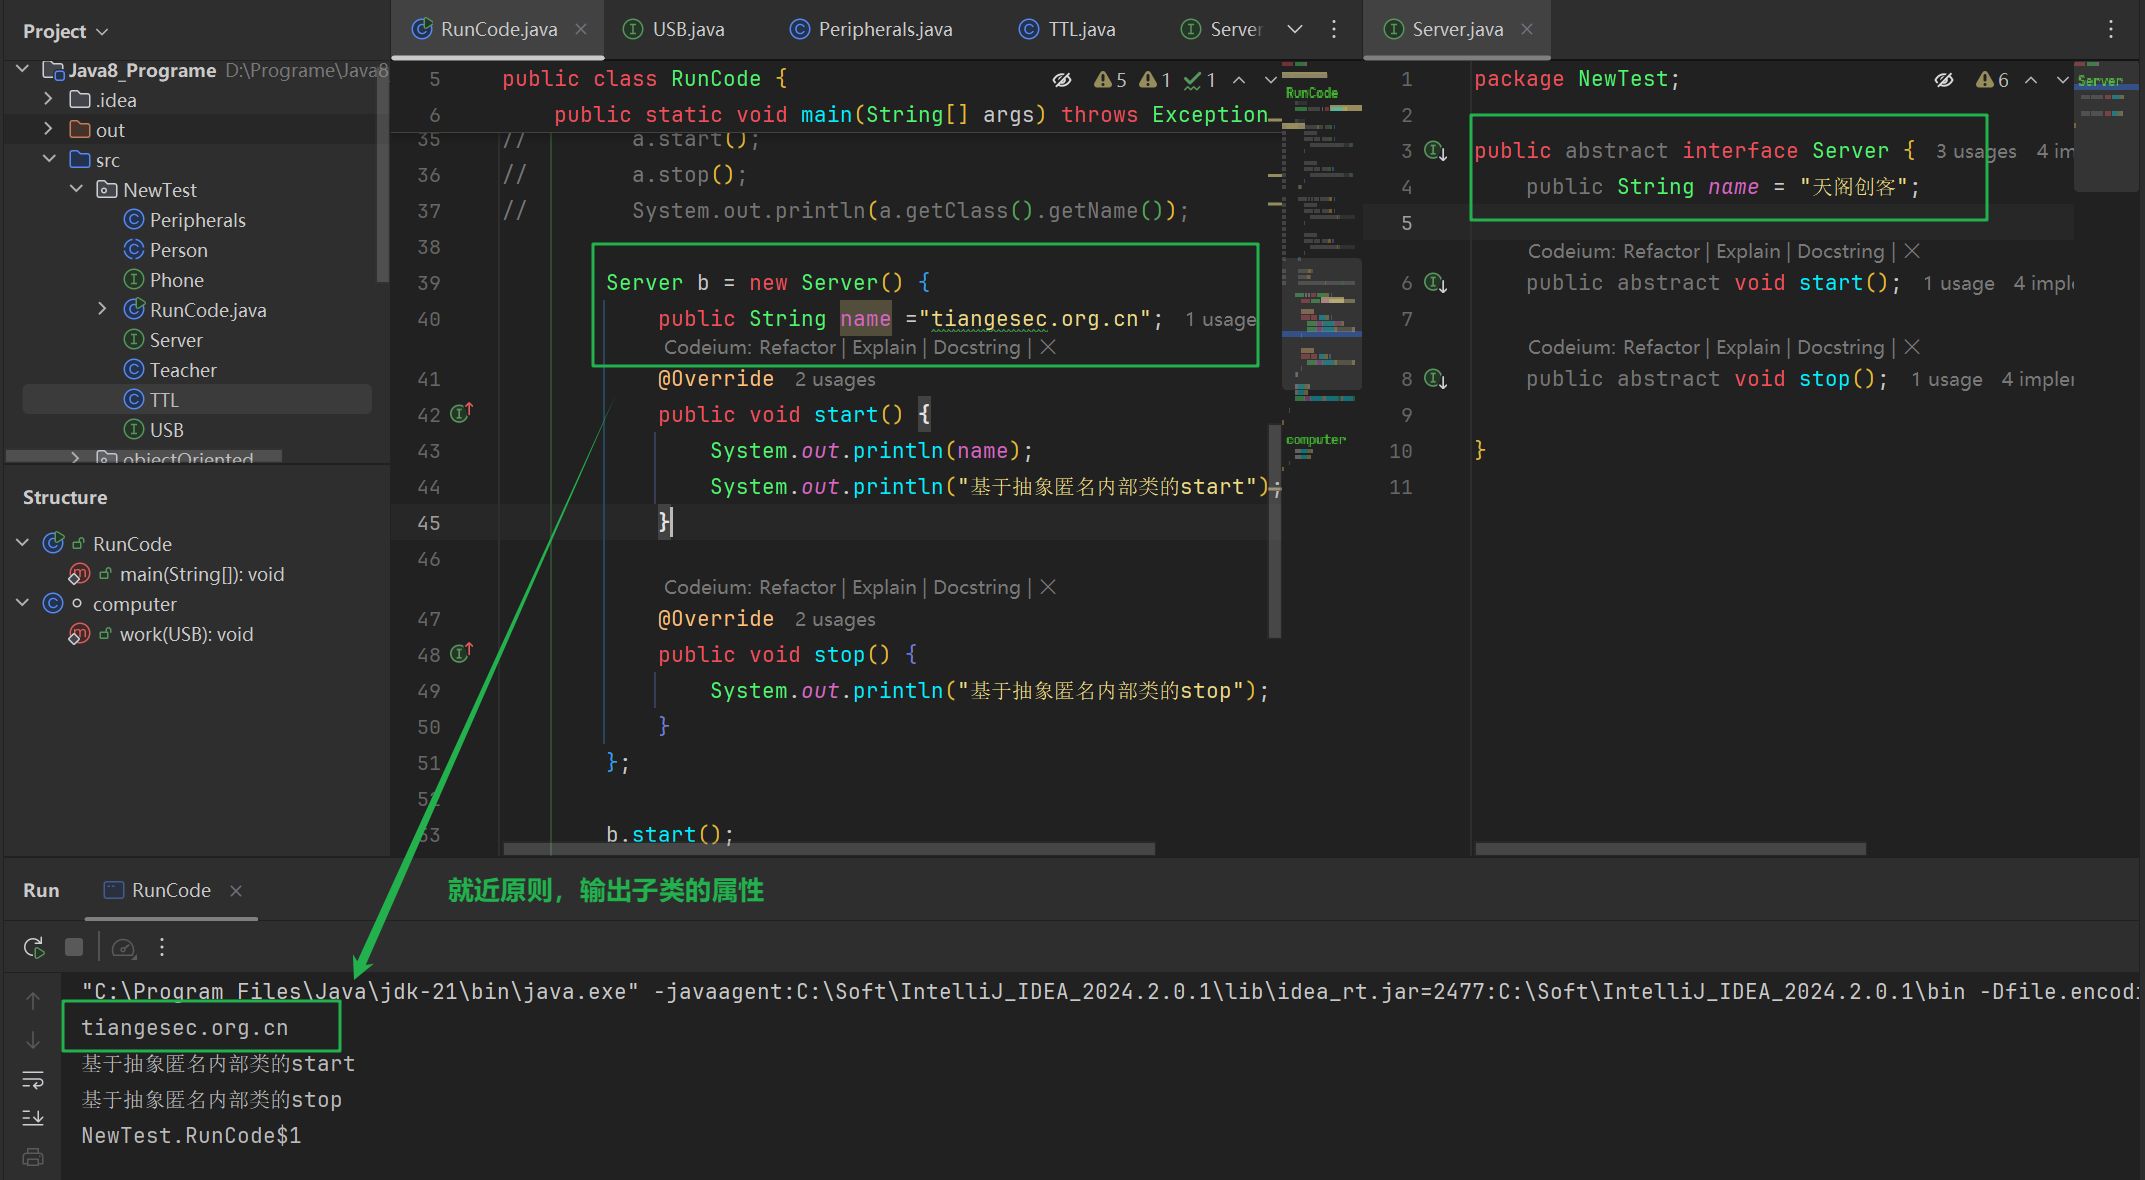 Project
RunCode.java
USB.java
Peripherals.java
TTL.java
Server
Server.java
Java8_Programe D:\Programe\Java8
.idea
out
src
NewTest
Peripherals
Person
Phone
RunCode.java
Server
Teacher
TTL
USB
objectOriented
Structure
RunCode
main(String[]): void
computer
work(USB): void
5 public class RunCode { 5 1 1
6 public static void main(String[] args) throws Exception
35 // a.start();
36 // a.stop();
37 // System.out.println(a.getClass().getName());
38
39 Server b = new Server() {
40 public String name ="tiangesec.org.cn"; 1 usage
Codeium: Refactor | Explain | Docstring | ×
41 @Override 2 usages
42 public void start() {
43 System.out.println(name);
44 System.out.println("基于抽象匿名内部类的start");
45 }
46
Codeium: Refactor | Explain | Docstring | ×
47 @Override 2 usages
48 public void stop() {
49 System.out.println("基于抽象匿名内部类的stop");
50 }
51 };
52
53 b.start();
RunCode
computer
1 package NewTest; 6
2
3 public abstract interface Server { 3 usages 4 im
4 public String name = "天阁创客";
5
Codeium: Refactor | Explain | Docstring | ×
6 public abstract void start(); 1 usage 4 impl
7
Codeium: Refactor | Explain | Docstring | ×
8 public abstract void stop(); 1 usage 4 impler
9
10 }
11
Server
Run RunCode
就近原则，输出子类的属性
"C:\Program Files\Java\jdk-21\bin\java.exe" -javaagent:C:\Soft\IntelliJ_IDEA_2024.2.0.1\lib\idea_rt.jar=2477:C:\Soft\IntelliJ_IDEA_2024.2.0.1\bin -Dfile.encodi
tiangesec.org.cn
基于抽象匿名内部类的start
基于抽象匿名内部类的stop
NewTest.RunCode$1